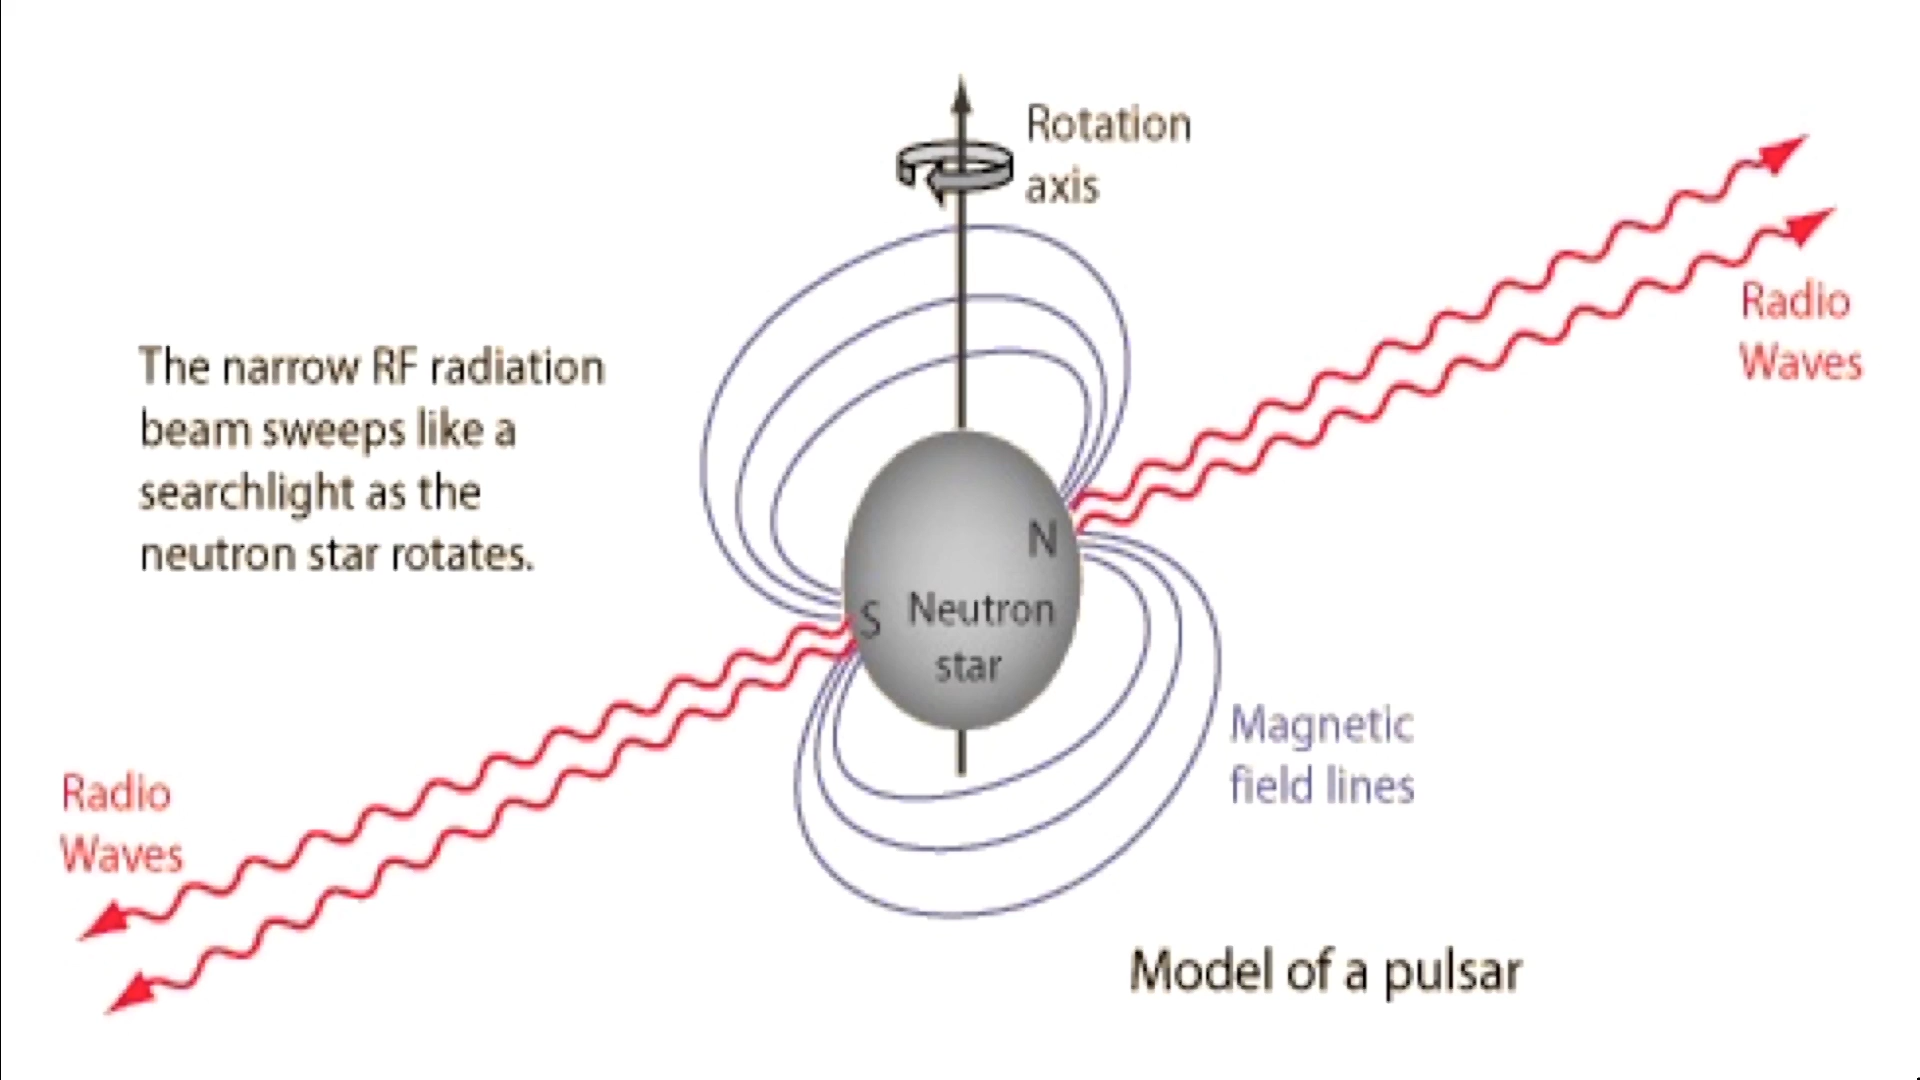 Rotation
axis
Radio
Waves
The narrow RF radiation
beam sweeps like a
searchlight as the
neutron star rotates.
N
S
Neutron
star
Magnetic
field lines
Radio
Waves
Model of a pulsar